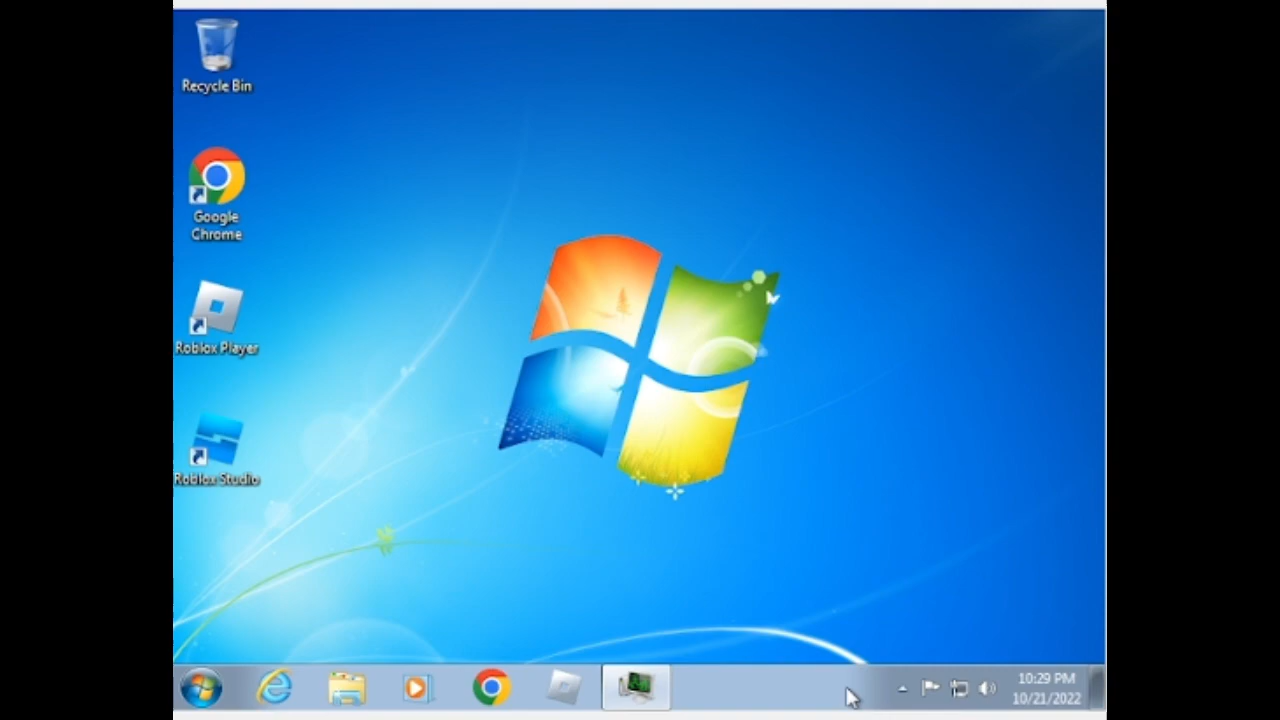 Recycle Bin
Google
Chrome
Roblox Player
Roblox Studio
10:29 PM
10/21/2022